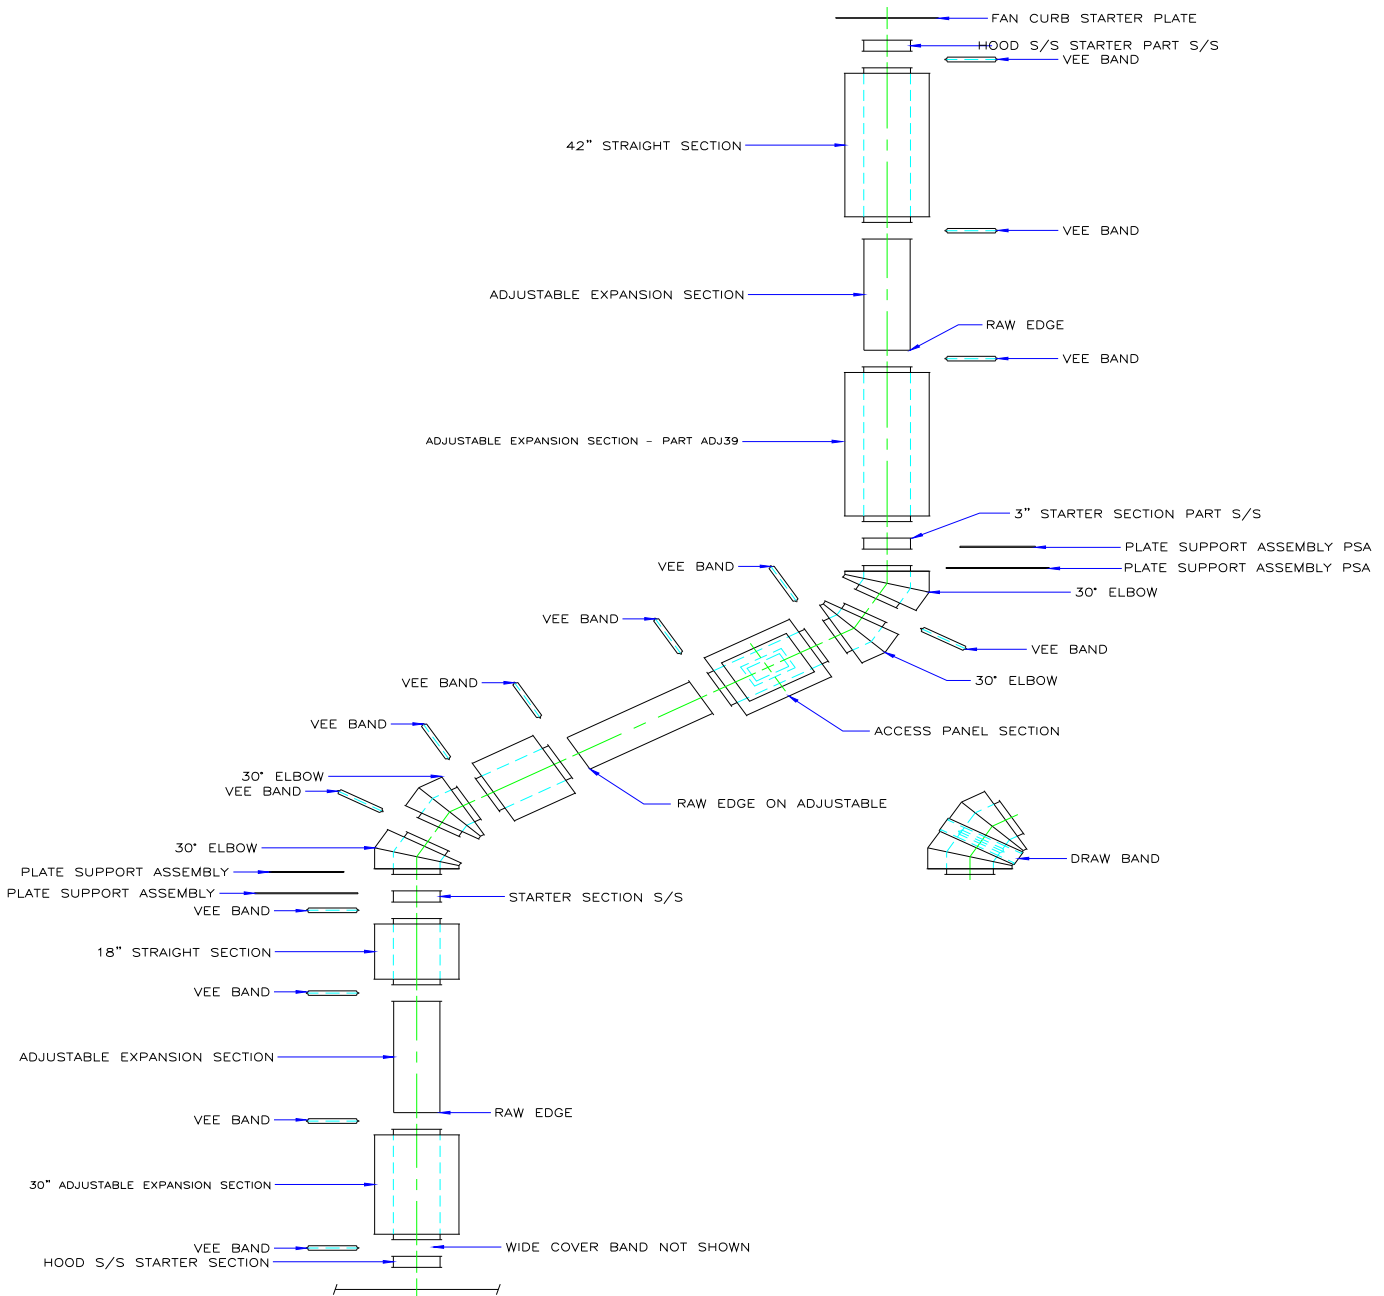 FAN CURB STARTER PLATE
HOOD S/S STARTER PART S/S
VEE BAND
42" STRAIGHT SECTION
VEE BAND
ADJUSTABLE EXPANSION SECTION
RAW EDGE
VEE BAND
ADJUSTABLE EXPANSION SECTION - PART ADJ39
3" STARTER SECTION PART S/S
PLATE SUPPORT ASSEMBLY PSA
VEE BAND
PLATE SUPPORT ASSEMBLY PSA
30° ELBOW
VEE BAND
VEE BAND
30° ELBOW
VEE BAND
VEE BAND
ACCESS PANEL SECTION
30° ELBOW
VEE BAND
RAW EDGE ON ADJUSTABLE
30° ELBOW
DRAW BAND
PLATE SUPPORT ASSEMBLY
PLATE SUPPORT ASSEMBLY
STARTER SECTION S/S
VEE BAND
18" STRAIGHT SECTION
VEE BAND
ADJUSTABLE EXPANSION SECTION
RAW EDGE
VEE BAND
30" ADJUSTABLE EXPANSION SECTION
VEE BAND
WIDE COVER BAND NOT SHOWN
HOOD S/S STARTER SECTION